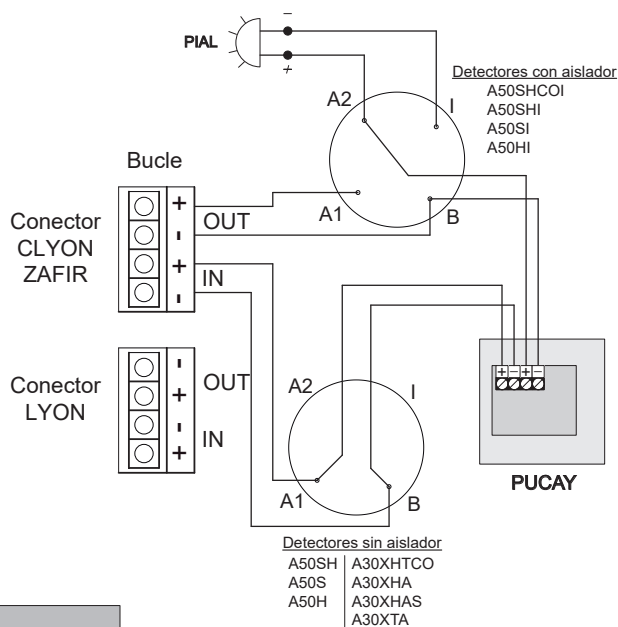 −
PIAL
+
Detectores con aislador
A50SHCOI
A50SHI
A50SI
A50HI
A2
I
A1
B
Bucle
Conector
CLYON
ZAFIR
+
-
+
-
OUT
IN
Conector
LYON
-
+
-
+
OUT
IN
A2
I
A1
B
+ − + −
PUCAY
Detectores sin aislador
A50SH A30XHTCO
A50S A30XHA
A50H A30XHAS
A30XTA